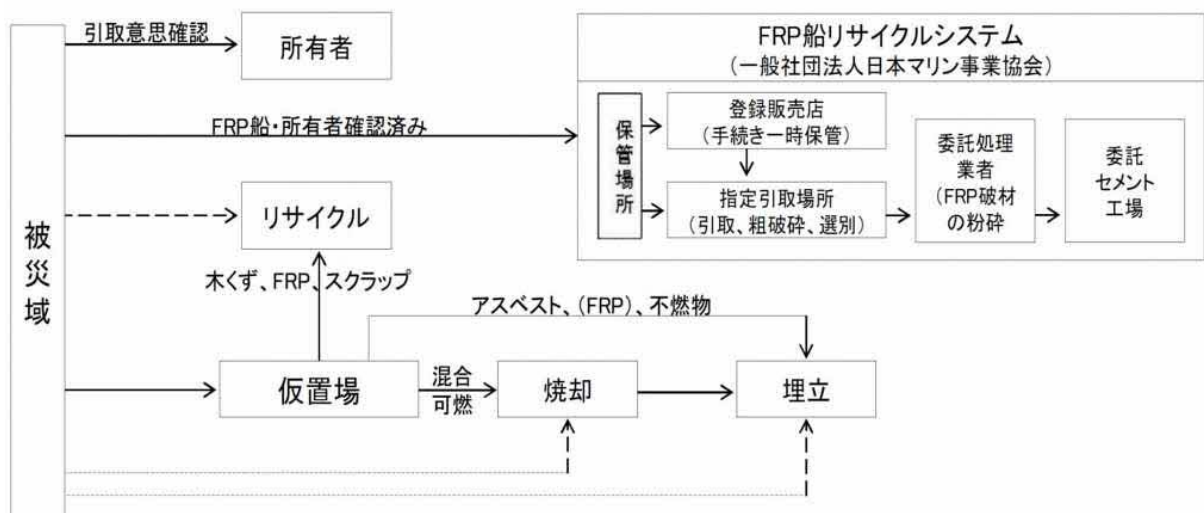 引取意思確認
所有者
FRP船リサイクルシステム
(一般社団法人日本マリン事業協会)
FRP船・所有者確認済み
保管場所
登録販売店
(手続き一時保管)
指定引取場所
(引取、粗破砕、選別)
委託処理
業者
(FRP破材
の粉砕
委託
セメント
工場
被災域
リサイクル
木くず、FRP、スクラップ
アスベスト、(FRP)、不燃物
仮置場
混合
可燃
焼却
埋立